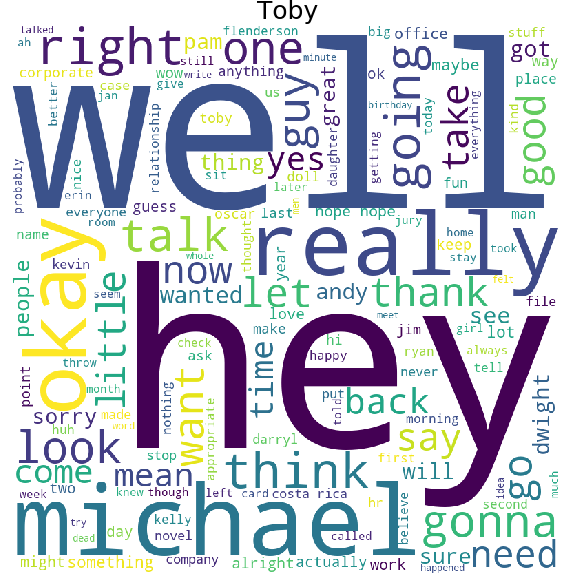 Toby
talked flenderson big office stuff
ah right one pam guy going ok maybe got way
corporate still wow anything us take place
better case jan write give minute great today good
well
toby birthday everything kind
probably nice erin relationship thing yes daughter getting
sit doll later fun
everyone guess oscar last hope hope jury man
room okay talk really
name whole thought man keep home took
kevin now year stay felt
people little seem wanted let andy thank file
love meet see
hey
make hi jim girl always lot
point throw check ask happy ryan never tell
month nothing time put told back morning dwight
sorry huh made word want appropriate
look stop darryl first say go
come mean think will
week two knew though left card costa rica hr second idea much
michael believe gonna
try day kelly novel called sure need
dead might something company alright actually work happened